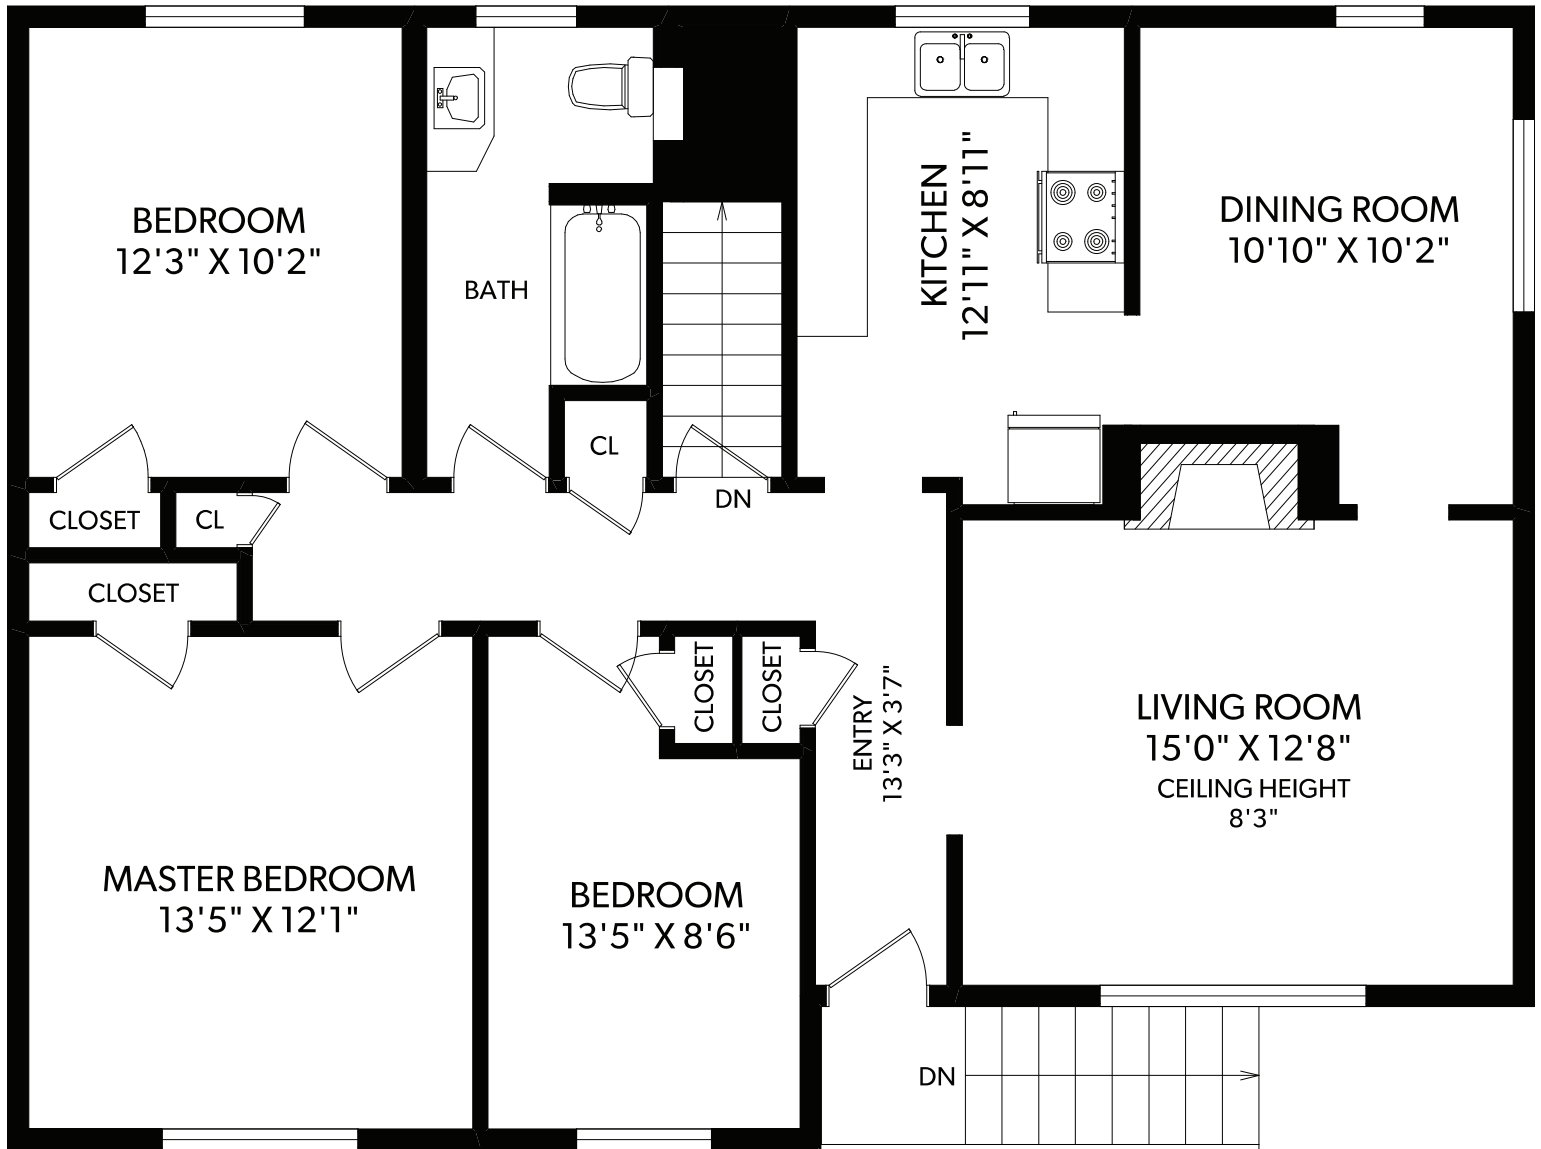 BEDROOM
12'3" X 10'2"
BATH
KITCHEN
12'11" X 8'11"
DINING ROOM
10'10" X 10'2"
CL
DN
CLOSET
CL
CLOSET
CLOSET
CLOSET
ENTRY
13'3" X 3'7"
LIVING ROOM
15'0" X 12'8"
CEILING HEIGHT
8'3"
MASTER BEDROOM
13'5" X 12'1"
BEDROOM
13'5" X 8'6"
DN